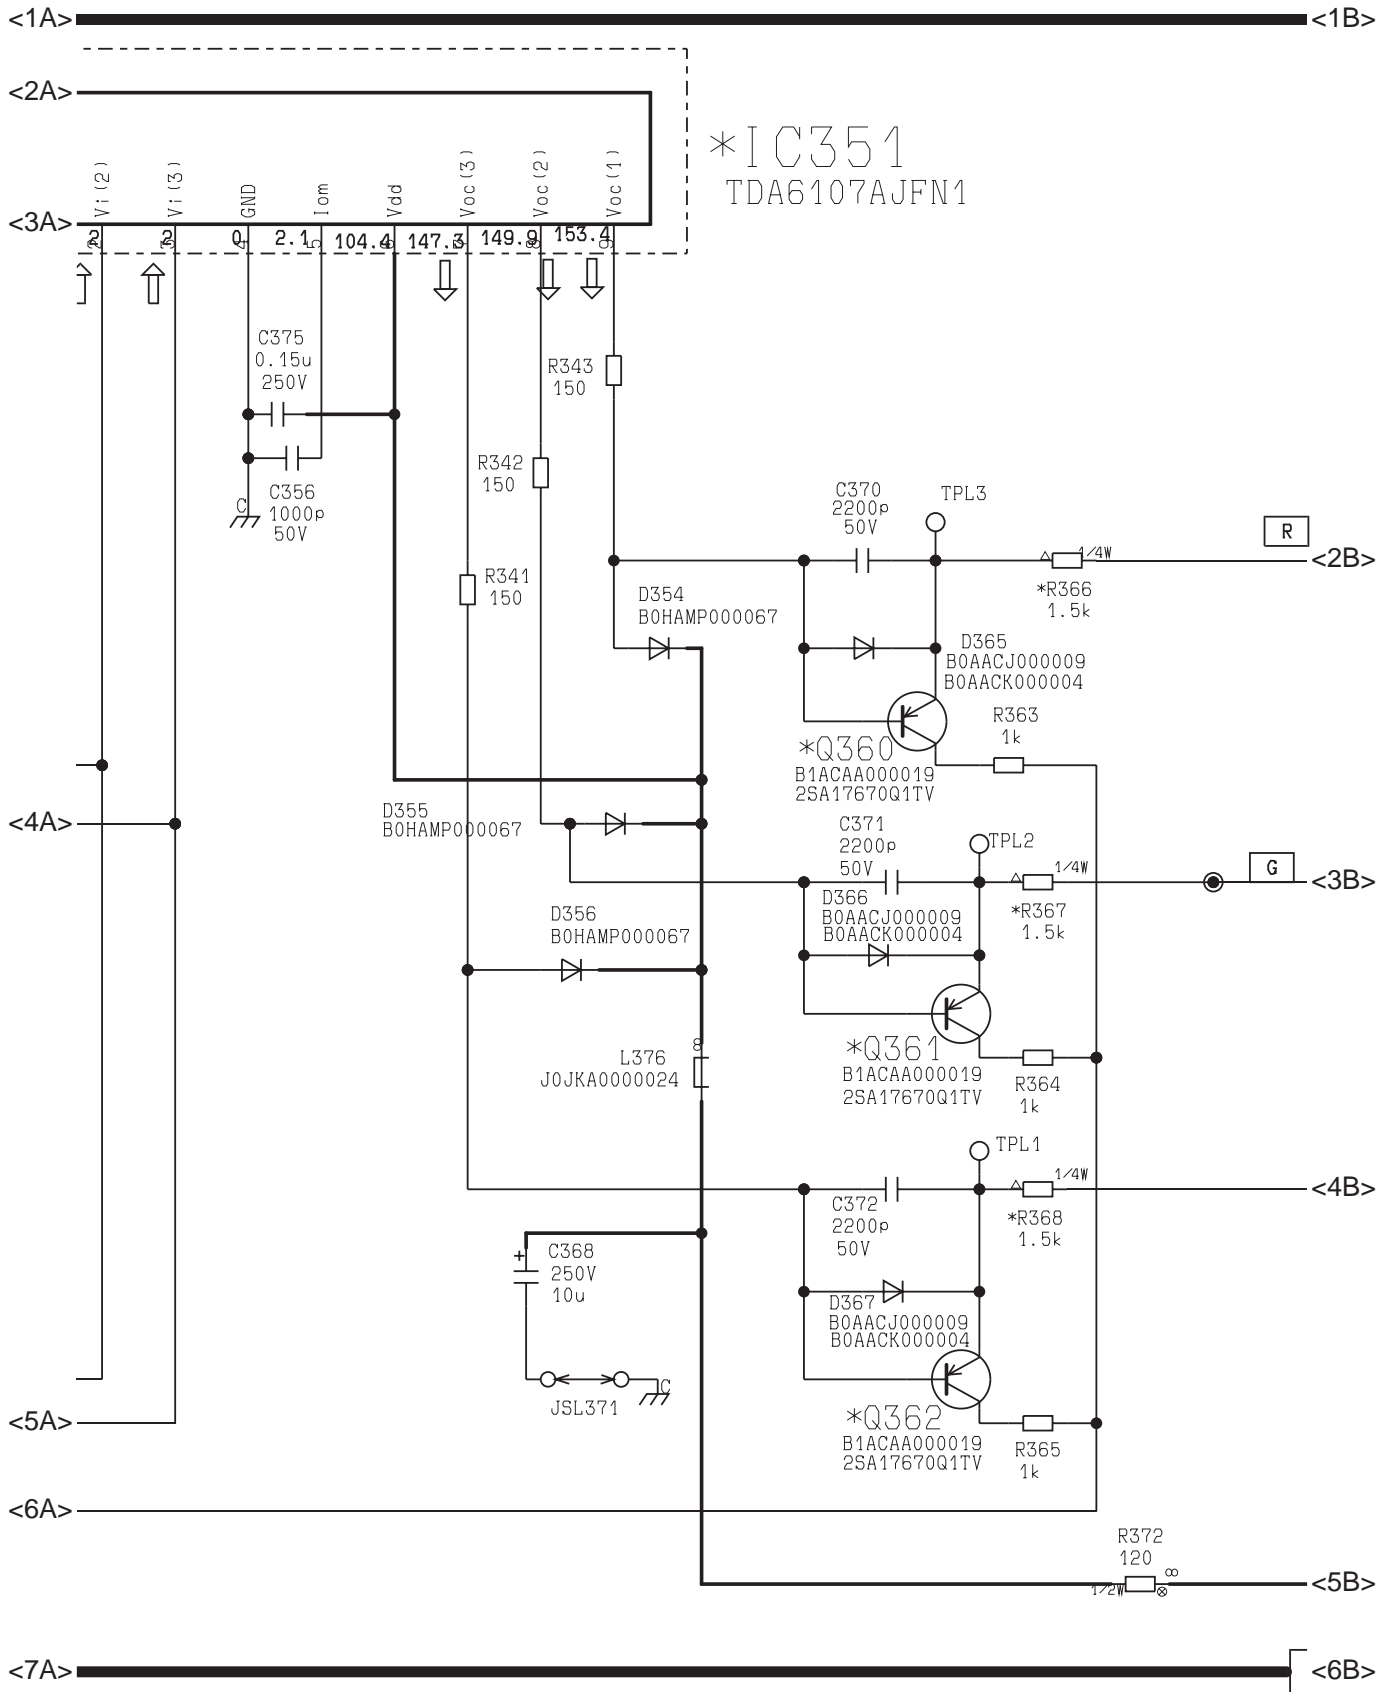 <1A>
<1B>
<2A>
*IC351
TDA6107AJFN1
Vi(2)
Vi(3)
GND
Iom
Vdd
Voc(3)
Voc(2)
Voc(1)
<3A>
2
2
0
2.1
104.4
147.3
149.9
153.4
C375
0.15u
250V
R343
150
R342
150
C
C356
1000p
50V
C370
2200p
50V
TPL3
R
<2B>
1/4W
*R366
1.5k
R341
150
D354
B0HAMP000067
D365
B0AACJ000009
B0AACK000004
R363
1k
*Q360
B1ACAA000019
2SA17670Q1TV
D355
B0HAMP000067
<4A>
C371
2200p
50V
TPL2
1/4W
G
<3B>
D366
B0AACJ000009
B0AACK000004
*R367
1.5k
D356
B0HAMP000067
*Q361
B1ACAA000019
2SA17670Q1TV
L376
J0JKA0000024
8
R364
1k
TPL1
1/4W
<4B>
C372
2200p
50V
*R368
1.5k
+
C368
250V
10u
D367
B0AACJ000009
B0AACK000004
JSL371
C
<5A>
*Q362
B1ACAA000019
2SA17670Q1TV
R365
1k
<6A>
R372
120
1/2W
8
<5B>
<7A>
<6B>